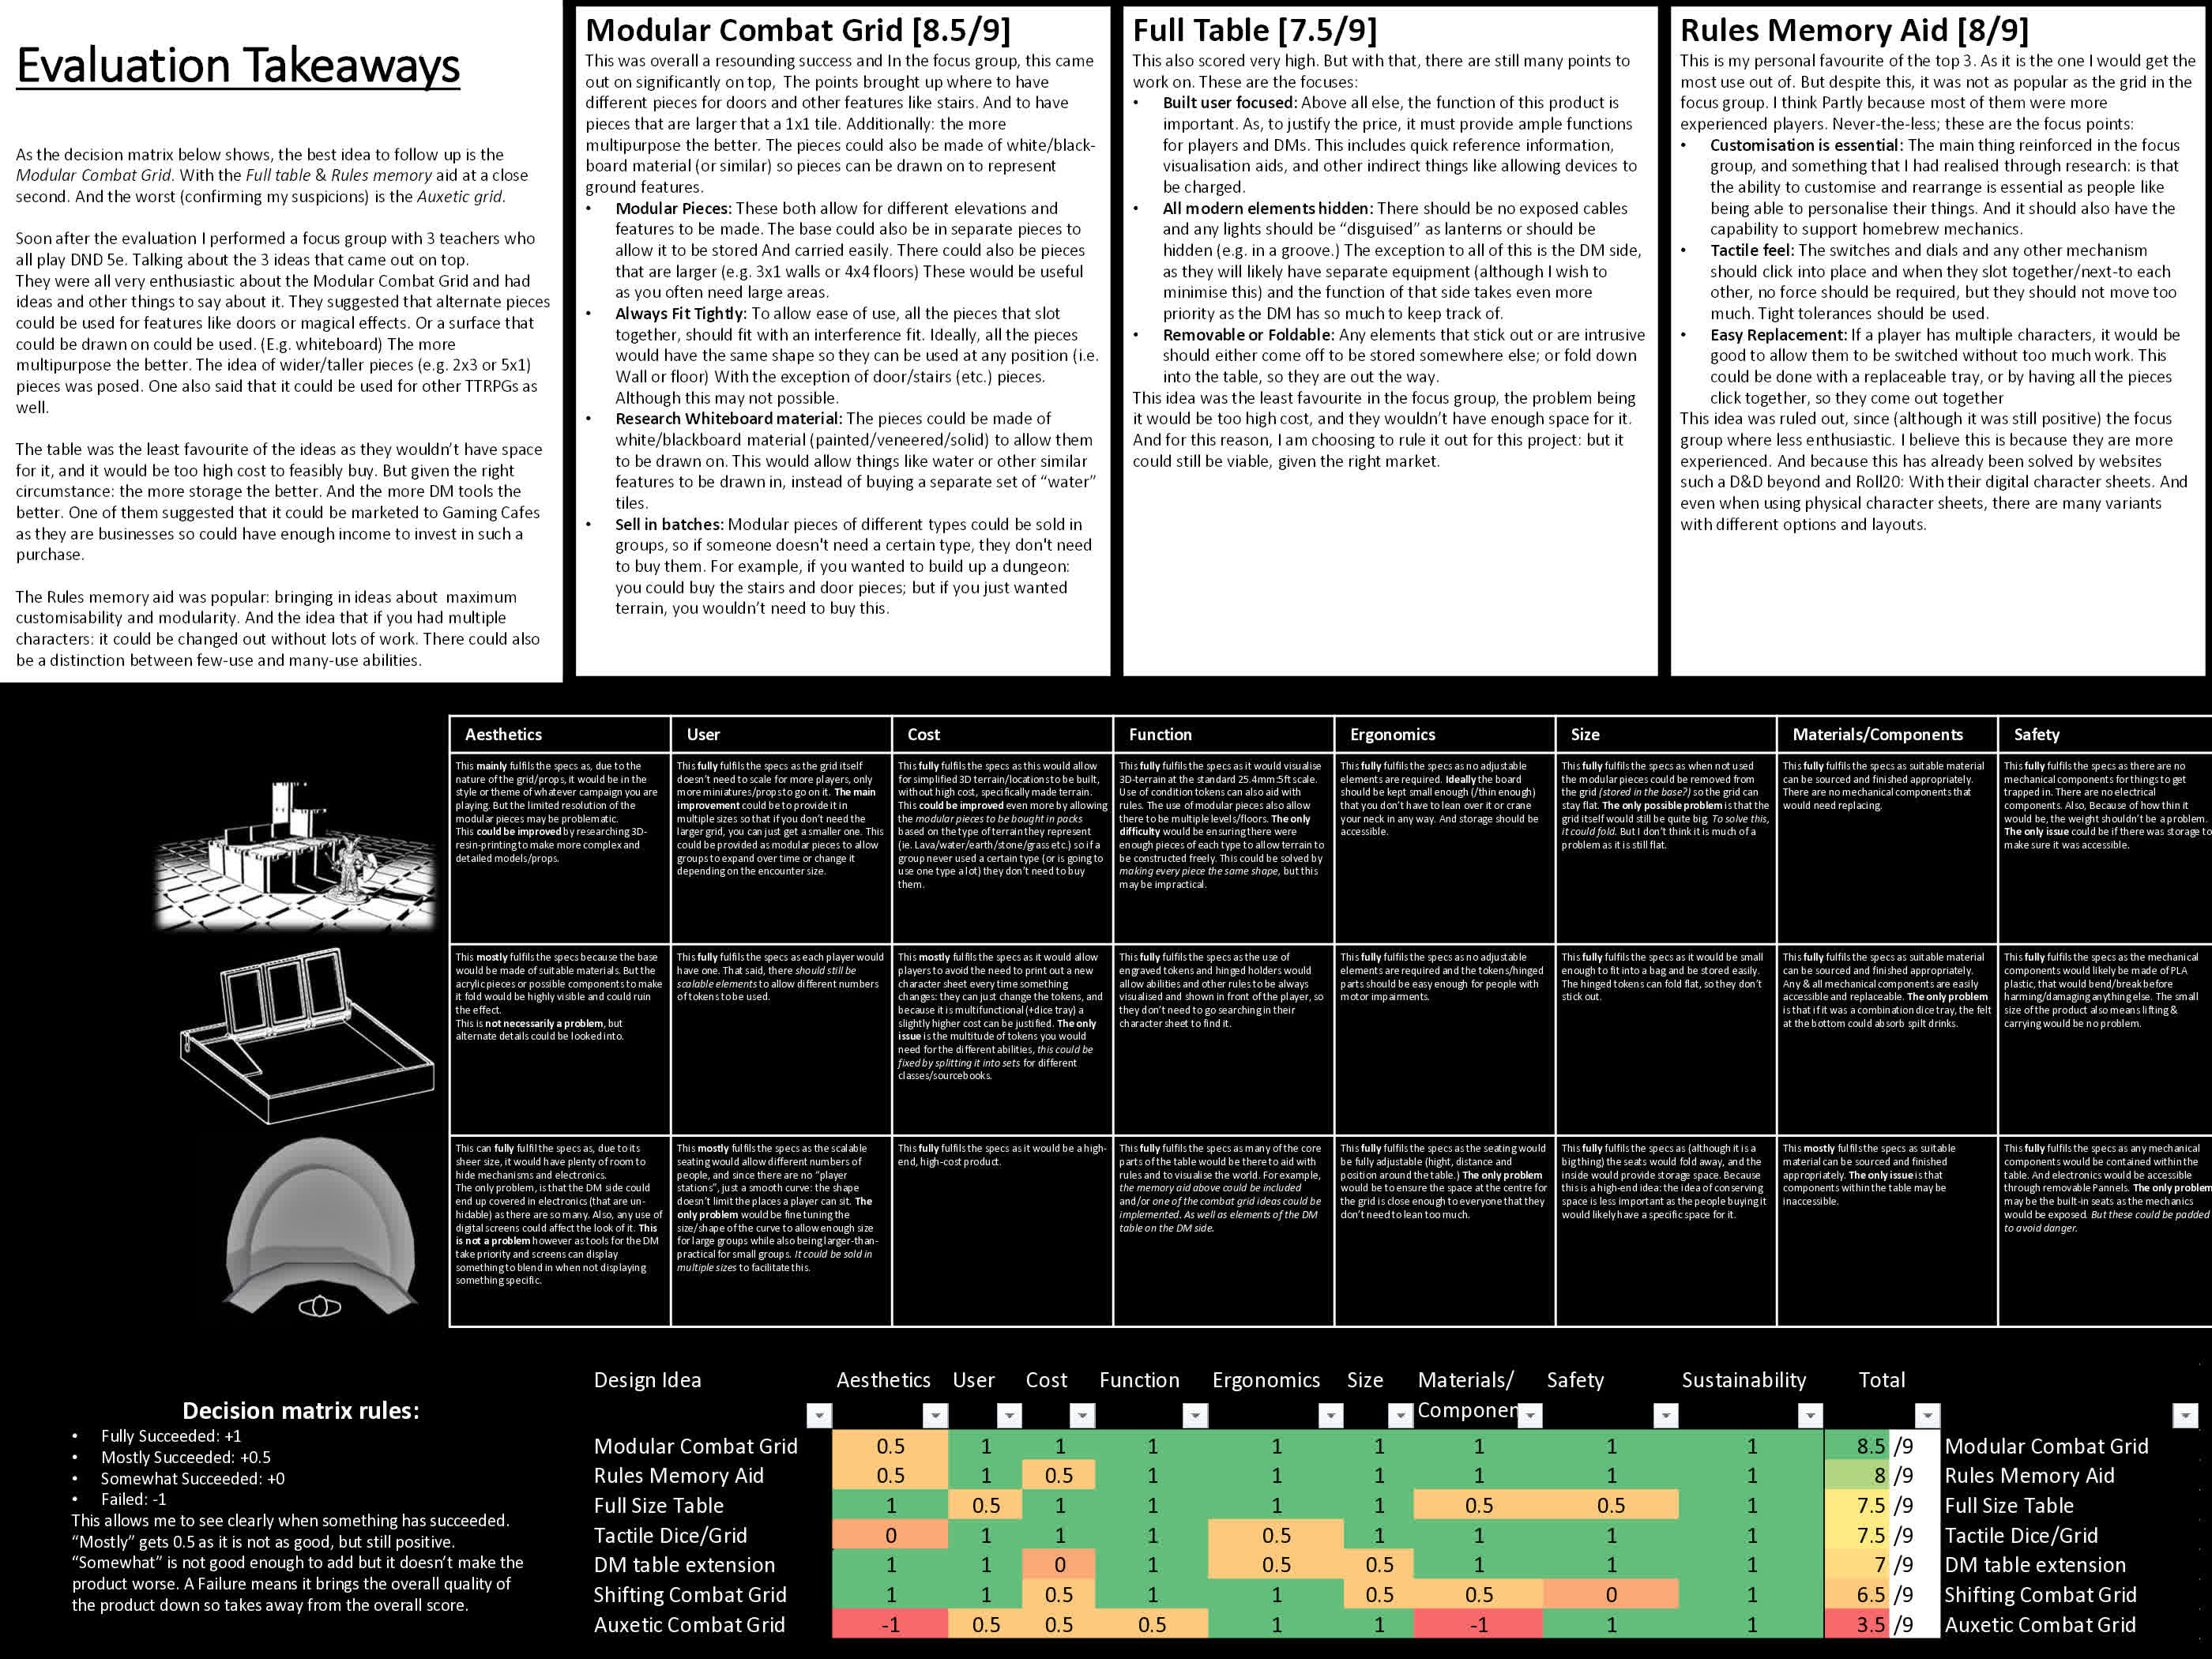 Evaluation Takeaways
As the decision matrix below shows, the best idea to follow up is the
Modular Combat Grid. With the Full table & Rules memory aid at a close
second. And the worst (confirming my suspicions) is the Auxetic grid.
Soon after the evaluation I performed a focus group with 3 teachers who
all play DND 5e. Talking about the 3 ideas that came out on top.
They were all very enthusiastic about the Modular Combat Grid and had
ideas and other things to say about it. They suggested that alternate pieces
could be used for features like doors or magical effects. Or a surface that
could be drawn on could be used. (E.g. whiteboard) The more
multipurpose the better. The idea of wider/taller pieces (e.g. 2x3 or 5x1)
pieces was posed. One also said that it could be used for other TTRPGs as
well.
The table was the least favourite of the ideas as they wouldn't have space
for it, and it would be too high cost to feasibly buy. But given the right
circumstance: the more storage the better. And the more DM tools the
better. One of them suggested that it could be marketed to Gaming Cafes
as they are businesses so could have enough income to invest in such a
purchase.
The Rules memory aid was popular: bringing in ideas about maximum
customisability and modularity. And the idea that if you had multiple
characters: it could be changed out without lots of work. There could also
be a distinction between few-use and many-use abilities.
Modular Combat Grid [8.5/9]
This was overall a resounding success and In the focus group, this came
out on significantly on top, The points brought up where to have
different pieces for doors and other features like stairs. And to have
pieces that are larger that a 1x1 tile. Additionally: the more
multipurpose the better. The pieces could also be made of white/black-
board material (or similar) so pieces can be drawn on to represent
ground features.
• Modular Pieces: These both allow for different elevations and
features to be made. The base could also be in separate pieces to
allow it to be stored And carried easily. There could also be pieces
that are larger (e.g. 3x1 walls or 4x4 floors) These would be useful
as you often need large areas.
• Always Fit Tightly: To allow ease of use, all the pieces that slot
together, should fit with an interference fit. Ideally, all the pieces
would have the same shape so they can be used at any position (i.e.
Wall or floor) With the exception of door/stairs (etc.) pieces.
Although this may not possible.
• Research Whiteboard material: The pieces could be made of
white/blackboard material (painted/veneered/solid) to allow them
to be drawn on. This would allow things like water or other similar
features to be drawn in, instead of buying a separate set of “water”
tiles.
• Sell in batches: Modular pieces of different types could be sold in
groups, so if someone doesn't need a certain type, they don't need
to buy them. For example, if you wanted to build up a dungeon:
you could buy the stairs and door pieces; but if you just wanted
terrain, you wouldn't need to buy this.
Full Table [7.5/9]
This also scored very high. But with that, there are still many points to
work on. These are the focuses:
• Built user focused: Above all else, the function of this product is
important. As, to justify the price, it must provide ample functions
for players and DMs. This includes quick reference information,
visualisation aids, and other indirect things like allowing devices to
be charged.
• All modern elements hidden: There should be no exposed cables
and any lights should be “disguised” as lanterns or should be
hidden (e.g. in a groove.) The exception to all of this is the DM side,
as they will likely have separate equipment (although I wish to
minimise this) and the function of that side takes even more
priority as the DM has so much to keep track of.
• Removable or Foldable: Any elements that stick out or are intrusive
should either come off to be stored somewhere else; or fold down
into the table, so they are out the way.
This idea was the least favourite in the focus group, the problem being
it would be too high cost, and they wouldn't have enough space for it.
And for this reason, I am choosing to rule it out for this project: but it
could still be viable, given the right market.
Rules Memory Aid [8/9]
This is my personal favourite of the top 3. As it is the one I would get the
most use out of. But despite this, it was not as popular as the grid in the
focus group. I think Partly because most of them were more
experienced players. Never-the-less; these are the focus points:
• Customisation is essential: The main thing reinforced in the focus
group, and something that I had realised through research: is that
the ability to customise and rearrange is essential as people like
being able to personalise their things. And it should also have the
capability to support homebrew mechanics.
• Tactile feel: The switches and dials and any other mechanism
should click into place and when they slot together/next-to each
other, no force should be required, but they should not move too
much. Tight tolerances should be used.
• Easy Replacement: If a player has multiple characters, it would be
good to allow them to be switched without too much work. This
could be done with a replaceable tray, or by having all the pieces
click together, so they come out together
This idea was ruled out, since (although it was still positive) the focus
group where less enthusiastic. I believe this is because they are more
experienced. And because this has already been solved by websites
such a D&D beyond and Roll20: With their digital character sheets. And
even when using physical character sheets, there are many variants
with different options and layouts.
Aesthetics User Cost Function Ergonomics Size Materials/Components Safety
This mainly fulfils the specs as, due to the
nature of the grid/props, it would be in the
style or theme of whatever campaign you are
playing. But the limited resolution of the
modular pieces may be problematic.
This could be improved by researching 3D-
resin-printing to make more complex and
detailed models/props.
This fully fulfils the specs as the grid itself
doesn't need to scale for more players, only
more miniatures/props to go on it. The main
improvement could be to provide it in
multiple sizes so that if you don't need the
larger grid, you can just get a smaller one. This
could be provided as modular pieces to allow
groups to expand over time or change it
depending on the encounter size.
This fully fulfils the specs as this would allow
for simplified 3D terrain/locations to be built,
without high cost, specifically made terrain.
This could be improved even more by allowing
the modular pieces to be bought in packs
based on the type of terrain they represent
(ie. Lava/water/earth/stone/grass etc.) so if a
group never used a certain type (or is going to
use one type a lot) they don't need to buy
them.
This fully fulfils the specs as it would visualise
3D-terrain at the standard 25.4mm:5ft scale.
Use of condition tokens can also aid with
rules. The use of modular pieces also allow
there to be multiple levels/floors. The only
difficulty would be ensuring there were
enough pieces of each type to allow terrain to
be constructed freely. This could be solved by
making every piece the same shape, but this
may be impractical.
This fully fulfils the specs as no adjustable
elements are required. Ideally the board
should be kept small enough (/thin enough)
that you don't have to lean over it or crane
your neck in any way. And storage should be
accessible.
This fully fulfils the specs as when not used
the modular pieces could be removed from
the grid (stored in the base?) so the grid can
stay flat. The only possible problem is that the
grid itself would still be quite big. To solve this,
it could fold. But I don't think it is much of a
problem as it is still flat.
This fully fulfils the specs as suitable material
can be sourced and finished appropriately.
There are no mechanical components that
would need replacing.
This fully fulfils the specs as there are no
mechanical components for things to get
trapped in. There are no electrical
components. Also, Because of how thin it
would be, the weight shouldn't be a problem.
The only issue could be if there was storage to
make sure it was accessible.
This mostly fulfils the specs because the base
would be made of suitable materials. But the
acrylic pieces or possible components to make
it fold would be highly visible and could ruin
the effect.
This is not necessarily a problem, but
alternate details could be looked into.
This fully fulfils the specs as each player would
have one. That said, there should still be
scalable elements to allow different numbers
of tokens to be used.
This mostly fulfils the specs as it would allow
players to avoid the need to print out a new
character sheet every time something
changes: they can just change the tokens, and
because it is multifunctional (+dice tray) a
slightly higher cost can be justified. The only
issue is the multitude of tokens you would
need for the different abilities, this could be
fixed by splitting it into sets for different
classes/sourcebooks.
This fully fulfils the specs as the use of
engraved tokens and hinged holders would
allow abilities and other rules to be always
visualised and shown in front of the player, so
they don't need to go searching in their
character sheet to find it.
This fully fulfils the specs as no adjustable
elements are required and the tokens/hinged
parts should be easy enough for people with
motor impairments.
This fully fulfils the specs as it would be small
enough to fit into a bag and be stored easily.
The hinged tokens can fold flat, so they don't
stick out.
This fully fulfils the specs as suitable material
can be sourced and finished appropriately.
Any & all mechanical components are easily
accessible and replaceable. The only problem
is that if it was a combination dice tray, the felt
at the bottom could absorb spilt drinks.
This fully fulfils the specs as the mechanical
components would likely be made of PLA
plastic, that would bend/break before
harming/damaging anything else. The small
size of the product also means lifting &
carrying would be no problem.
This can fully fulfil the specs as, due to its
sheer size, it would have plenty of room to
hide mechanisms and electronics.
The only problem, is that the DM side could
end up covered in electronics (that are un-
hidable) as there are so many. Also, any use of
digital screens could affect the look of it. This
is not a problem however as tools for the DM
take priority and screens can display
something to blend in when not displaying
something specific.
This mostly fulfils the specs as the scalable
seating would allow different numbers of
people, and since there are no “player
stations”, just a smooth curve: the shape
doesn't limit the places a player can sit. The
only problem would be fine tuning the
size/shape of the curve to allow enough size
for large groups while also being larger-than-
practical for small groups. It could be sold in
multiple sizes to facilitate this.
This fully fulfils the specs as it would be a high-
end, high-cost product.
This fully fulfils the specs as many of the core
parts of the table would be there to aid with
rules and to visualise the world. For example,
the memory aid above could be included
and/or one of the combat grid ideas could be
implemented. As well as elements of the DM
table on the DM side.
This fully fulfils the specs as the seating would
be fully adjustable (hight, distance and
position around the table.) The only problem
would be to ensure the space at the centre for
the grid is close enough to everyone that they
don't need to lean too much.
This fully fulfils the specs as (although it is a
big thing) the seats would fold away, and the
inside would provide storage space. Because
this is a high-end idea: the idea of conserving
space is less important as the people buying it
would likely have a specific space for it.
This mostly fulfils the specs as suitable
material can be sourced and finished
appropriately. The only issue is that
components within the table may be
inaccessible.
This fully fulfils the specs as any mechanical
components would be contained within the
table. And electronics would be accessible
through removable Pannels. The only problem
may be the built-in seats as the mechanics
would be exposed. But these could be padded
to avoid danger.
Decision matrix rules:
• Fully Succeeded: +1
• Mostly Succeeded: +0.5
• Somewhat Succeeded: +0
• Failed: -1
This allows me to see clearly when something has succeeded.
“Mostly” gets 0.5 as it is not as good, but still positive.
“Somewhat” is not good enough to add but it doesn't make the
product worse. A Failure means it brings the overall quality of
the product down so takes away from the overall score.
Design Idea Aesthetics User Cost Function Ergonomics Size Materials/ Safety Sustainability Total
Componen
Modular Combat Grid 0.5 1 1 1 1 1 1 1 1 8.5 /9 Modular Combat Grid
Rules Memory Aid 0.5 1 0.5 1 1 1 1 1 1 8 /9 Rules Memory Aid
Full Size Table 1 0.5 1 1 1 1 0.5 0.5 1 7.5 /9 Full Size Table
Tactile Dice/Grid 0 1 1 1 0.5 1 1 1 1 7.5 /9 Tactile Dice/Grid
DM table extension 1 1 0 1 0.5 0.5 1 1 1 7 /9 DM table extension
Shifting Combat Grid 1 1 0.5 1 1 0.5 0.5 0 1 6.5 /9 Shifting Combat Grid
Auxetic Combat Grid -1 0.5 0.5 0.5 1 1 -1 1 1 3.5 /9 Auxetic Combat Grid